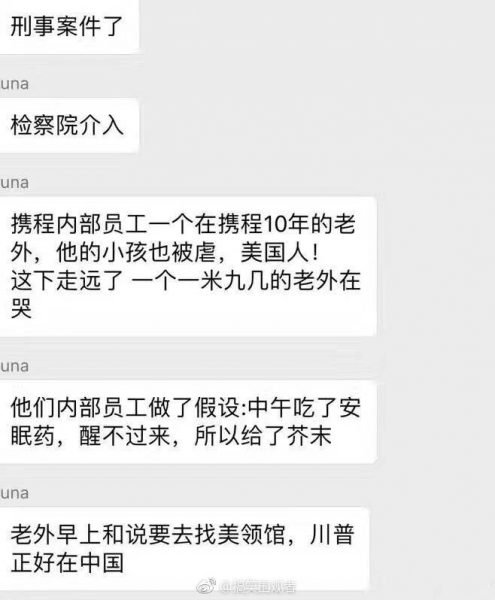 刑事案件了
una
检察院介入
una
携程内部员工一个在携程10年的老
外，他的小孩也被虐，美国人！
这下走远了 一个一米九几的老外在
哭
una
他们内部员工做了假设:中午吃了安
眠药，醒不过来，所以给了芥末
una
老外早上和说要去找美领馆，川普
正好在中国